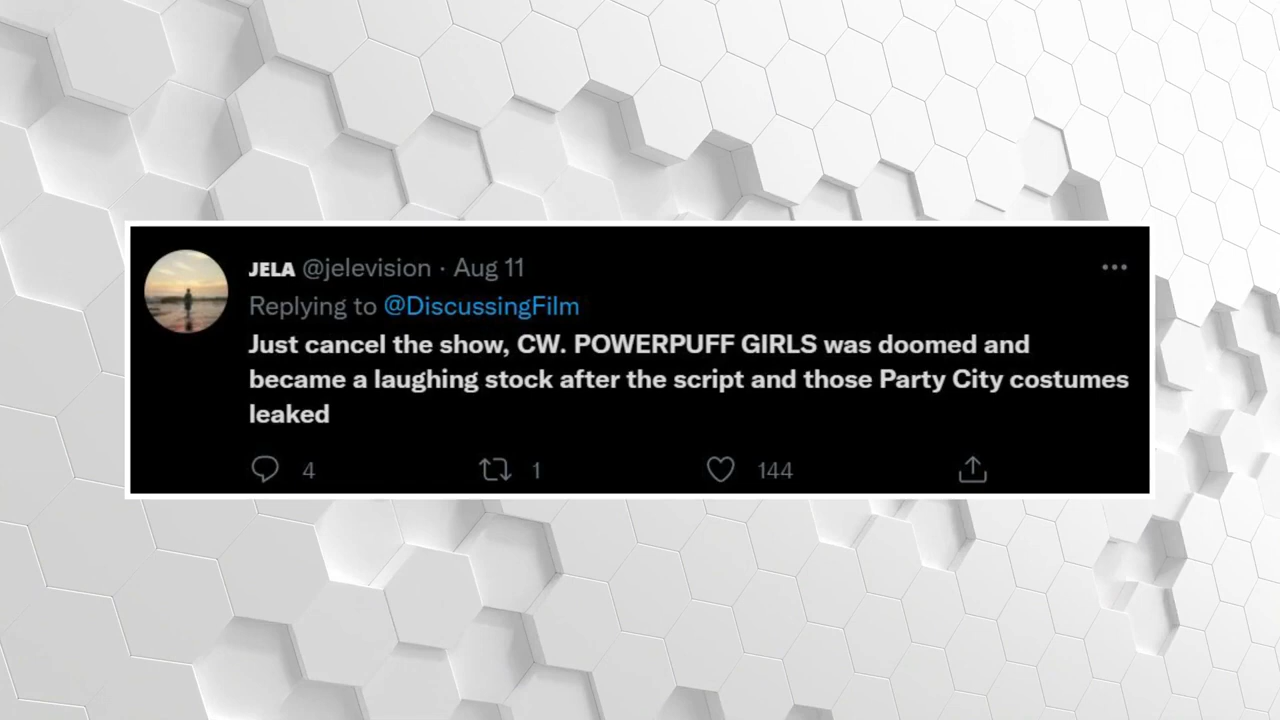 JELA @jelevision · Aug 11
Replying to @DiscussingFilm
Just cancel the show, CW. POWERPUFF GIRLS was doomed and
became a laughing stock after the script and those Party City costumes
leaked
4 1 144